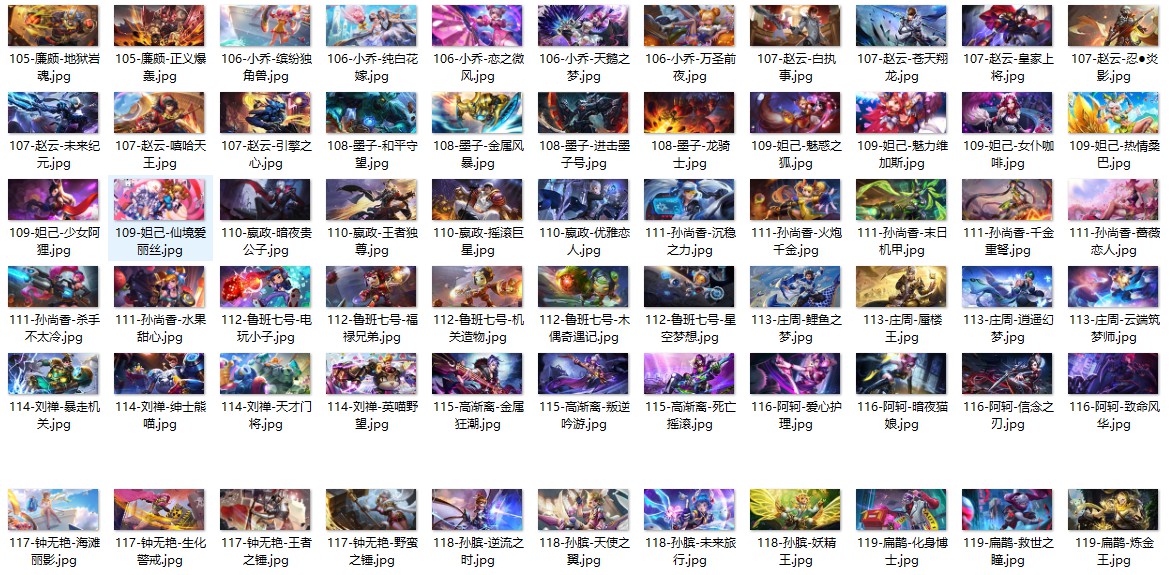 105-廉颇-地狱岩 105-廉颇-正义爆 106-小乔-缤纷独 106-小乔-纯白花 106-小乔-恋之微 106-小乔-天鹅之 106-小乔-万圣前 107-赵云-白执 107-赵云-苍天翔 107-赵云-皇家上 107-赵云-忍●炎
魂.jpg 轰.jpg 角兽.jpg 嫁.jpg 风.jpg 梦.jpg 夜.jpg 事.jpg 龙.jpg 将.jpg 影.jpg
107-赵云-未来纪 107-赵云-嘻哈天 107-赵云-引擎之 108-墨子-和平守 108-墨子-金属风 108-墨子-进击墨 108-墨子-龙骑 109-妲己-魅惑之 109-妲己-魅力维 109-妲己-女仆咖 109-妲己-热情桑
元.jpg 王.jpg 心.jpg 望.jpg 暴.jpg 子号.jpg 士.jpg 狐.jpg 加斯.jpg 啡.jpg 巴.jpg
109-妲己-少女阿 109-妲己-仙境爱 110-嬴政-暗夜贵 110-嬴政-王者独 110-嬴政-摇滚巨 110-嬴政-优雅恋 111-孙尚香-沉稳 111-孙尚香-火炮 111-孙尚香-末日 111-孙尚香-千金 111-孙尚香-蔷薇
狸.jpg 丽丝.jpg 公子.jpg 尊.jpg 星.jpg 人.jpg 之力.jpg 千金.jpg 机甲.jpg 重弩.jpg 恋人.jpg
111-孙尚香-杀手 111-孙尚香-水果 112-鲁班七号-电 112-鲁班七号-福 112-鲁班七号-机 112-鲁班七号-木 112-鲁班七号-星 113-庄周-鲤鱼之 113-庄周-蜃楼 113-庄周-逍遥幻 113-庄周-云端筑
不太冷.jpg 甜心.jpg 玩小子.jpg 禄兄弟.jpg 关造物.jpg 偶奇遇记.jpg 空梦想.jpg 梦.jpg 王.jpg 梦.jpg 梦师.jpg
114-刘禅-暴走机 114-刘禅-绅士熊 114-刘禅-天才门 114-刘禅-英喵野 115-高渐离-金属 115-高渐离-叛逆 115-高渐离-死亡 116-阿轲-爱心护 116-阿轲-暗夜猫 116-阿轲-信念之 116-阿轲-致命风
关.jpg 喵.jpg 将.jpg 望.jpg 狂潮.jpg 吟游.jpg 摇滚.jpg 理.jpg 娘.jpg 刃.jpg 华.jpg
117-钟无艳-海滩 117-钟无艳-生化 117-钟无艳-王者 117-钟无艳-野蛮 118-孙膑-逆流之 118-孙膑-天使之 118-孙膑-未来旅 118-孙膑-妖精 119-扁鹊-化身博 119-扁鹊-救世之 119-扁鹊-炼金
丽影.jpg 警戒.jpg 之锤.jpg 之锤.jpg 时.jpg 翼.jpg 行.jpg 王.jpg 士.jpg 瞳.jpg 王.jpg